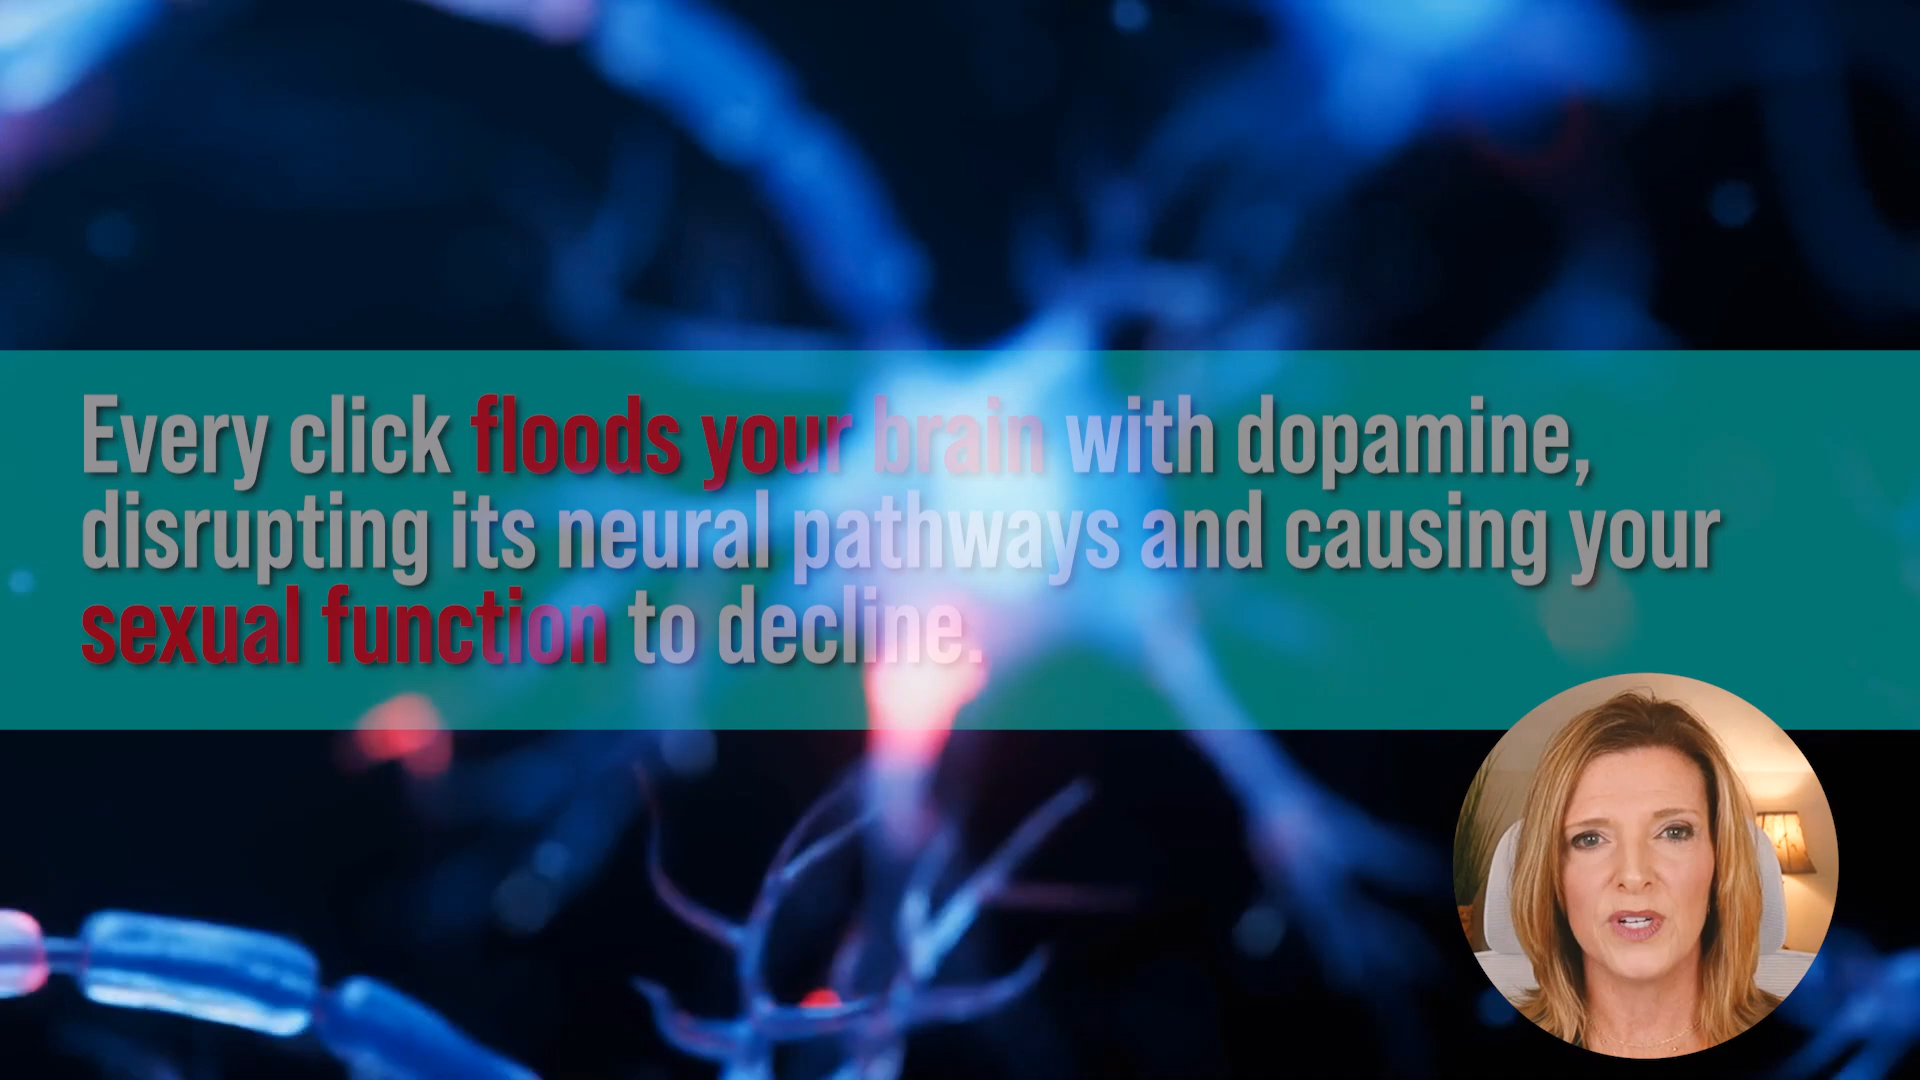 Every click floods your brain with dopamine,
disrupting its neural pathways and causing your
sexual function to decline.